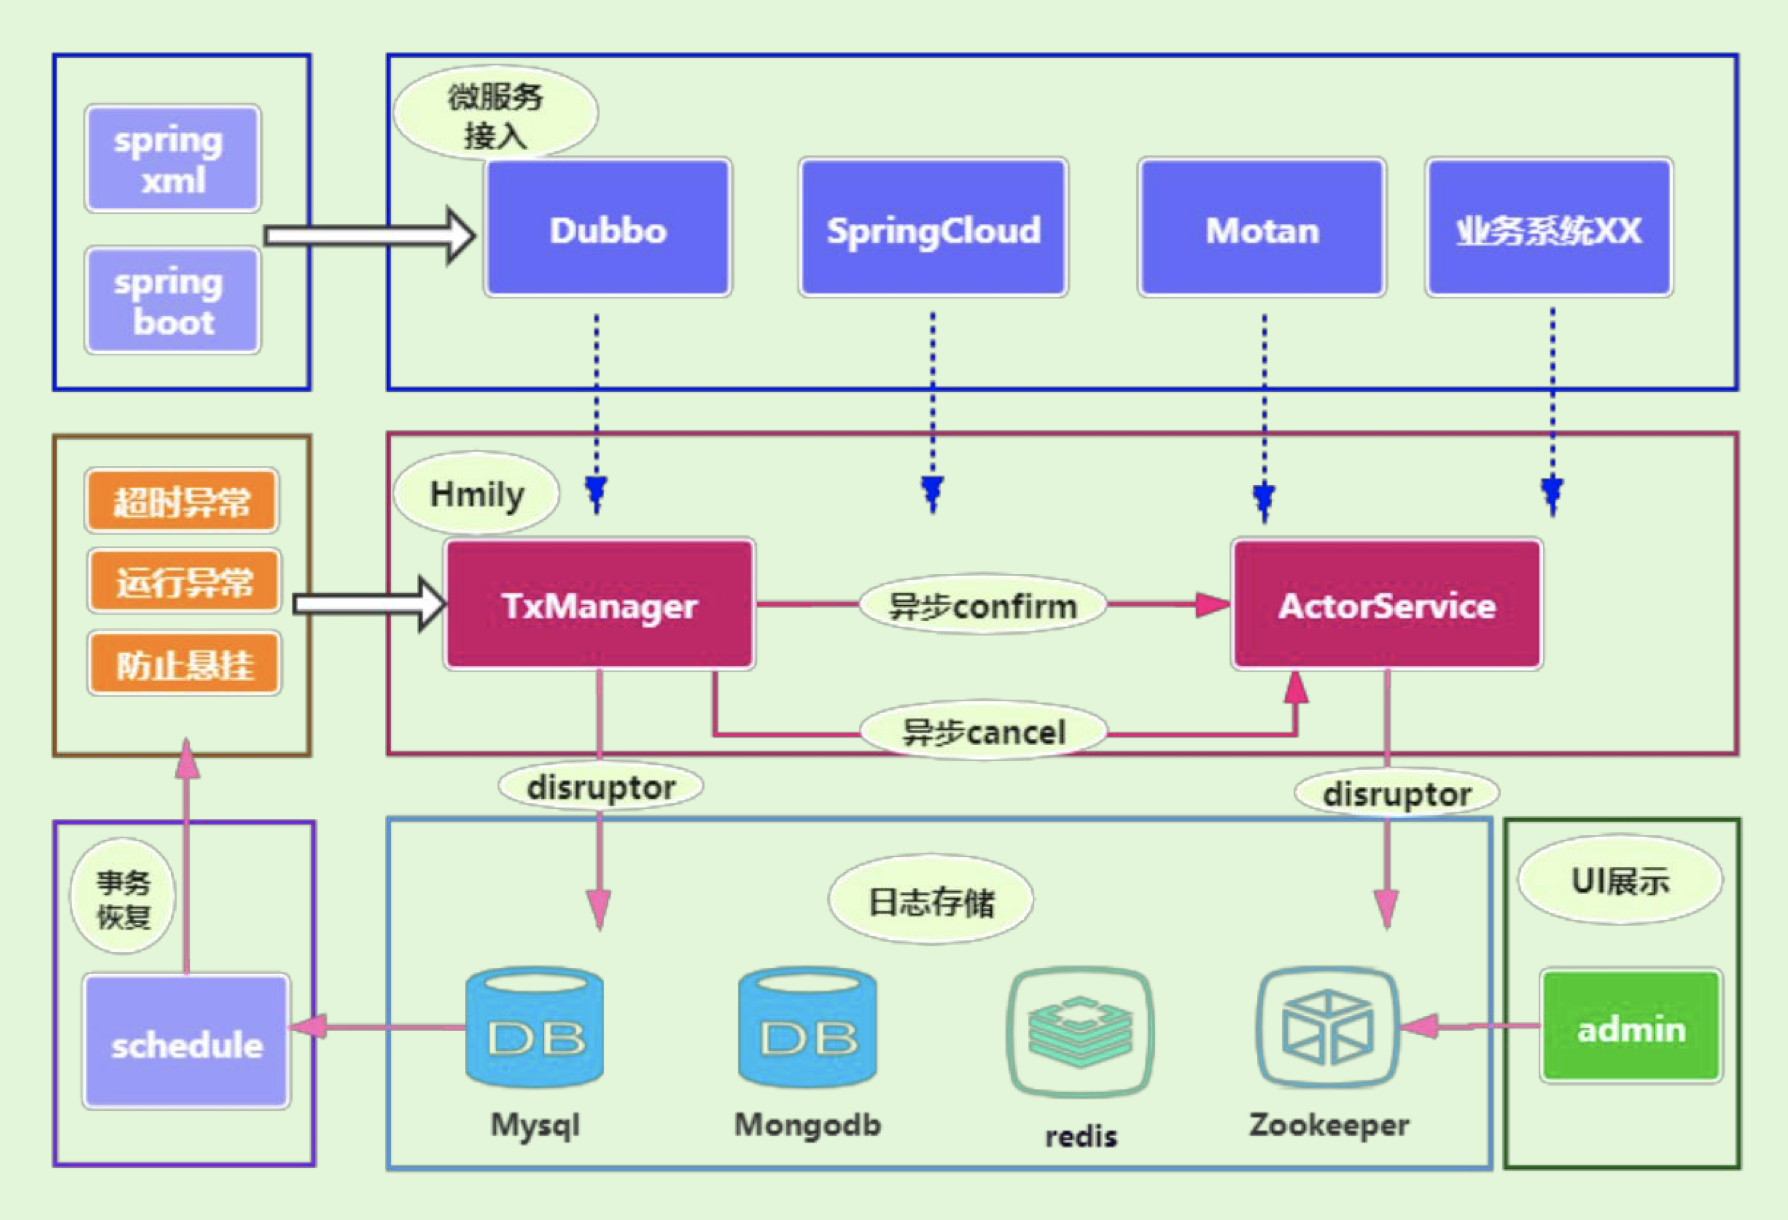 spring
xml
spring
boot
微服务
接入
Dubbo
SpringCloud
Motan
业务系统XX
超时异常
运行异常
防止悬挂
Hmily
TxManager
异步confirm
ActorService
异步cancel
disruptor
disruptor
事务
恢复
schedule
日志存储
DB
Mysql
DB
Mongodb
redis
Zookeeper
UI展示
admin